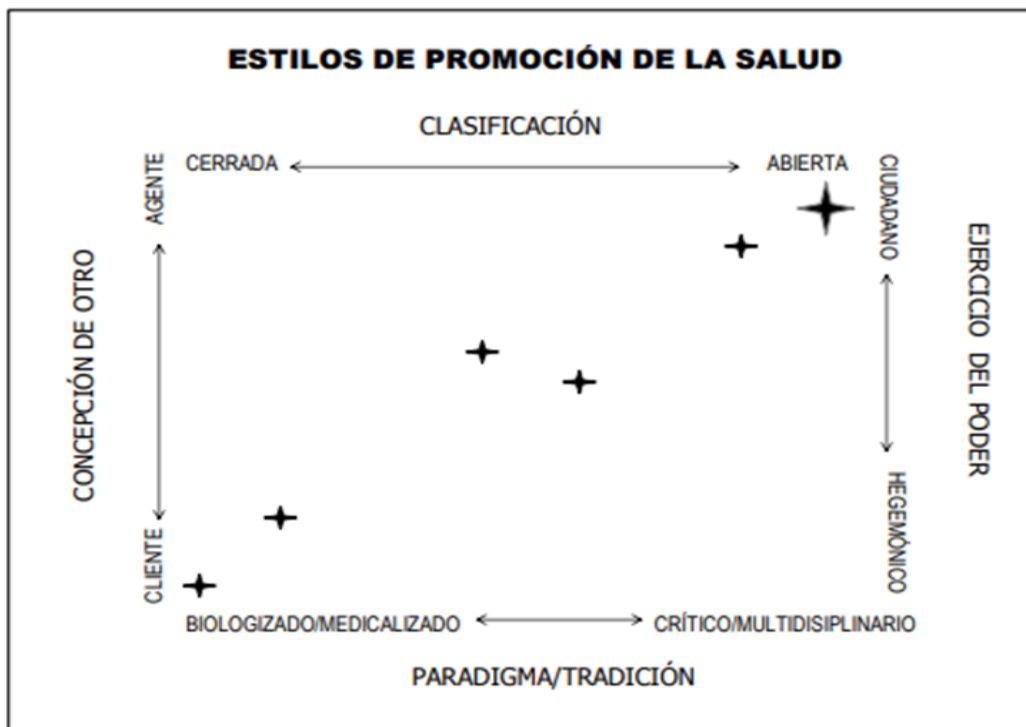 ESTILOS DE PROMOCIÓN DE LA SALUD
CLASIFICACIÓN
CERRADA
ABIERTA
AGENTE
CIUDADANO
CONCEPCIÓN DE OTRO
EJERCICIO DEL PODER
CLIENTE
HEGEMÓNICO
BIOLOGIZADO/MEDICALIZADO
CRÍTICO/MULTIDISIPLINARIO
PARADIGMA/TRADICIÓN